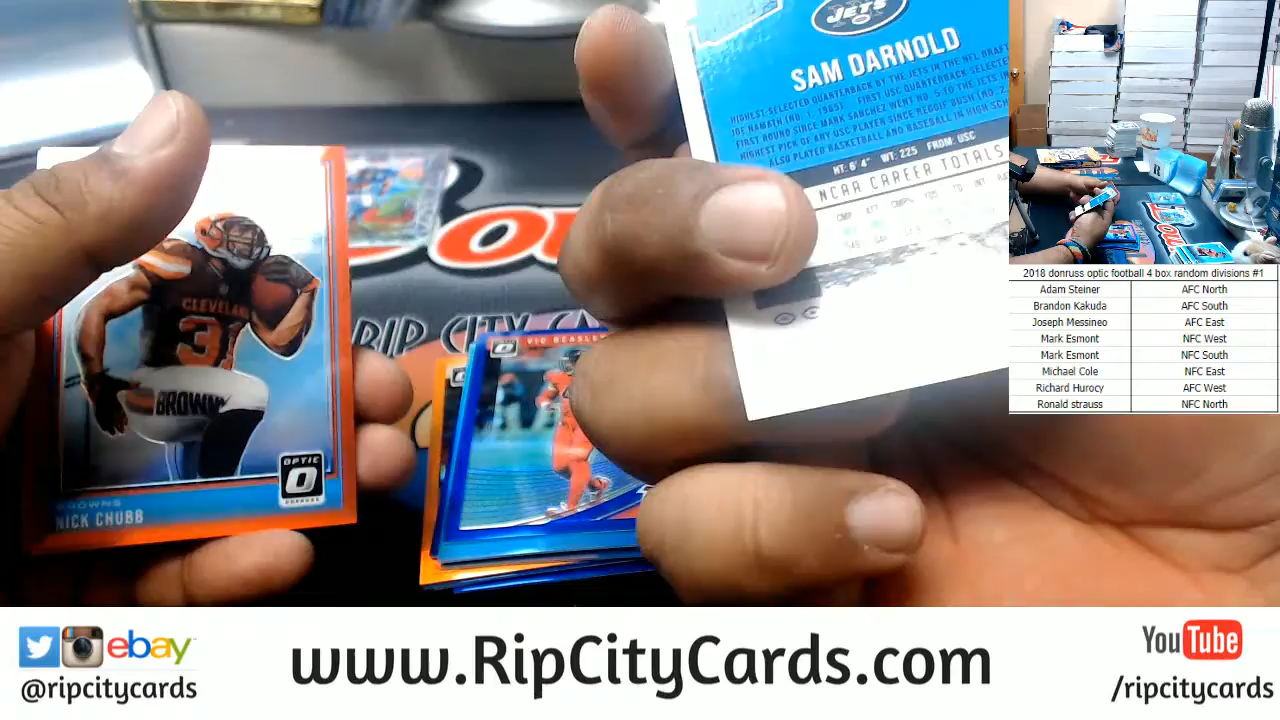 JETS
SAM DARNOLD
HIGHEST-SELECTED QUARTERBACK BY THE JETS IN THE NFL DRAFT
JOE NAMATH (NO. 1, 1965) FIRST USC QUARTERBACK SELECTED
FIRST ROUND SINCE MARK SANCHEZ WENT NO. 5 TO THE JETS IN
HIGHEST PICK OF ANY USC PLAYER SINCE REGGIE BUSH (NO. 2,
ALSO PLAYED BASKETBALL AND BASEBALL IN HIGH SCH
HT: 6' 4" WT: 225 FROM: USC
NCAA CAREER TOTALS
CLEVELAND
31
BROWNS
OPTIC
O
DONRUSS
BROWNS
NICK CHUBB
RIP CITY
VIC BEASLEY
2018 donruss optic football 4 box random divisions #1
Adam Steiner AFC North
Brandon Kakuda AFC South
Joseph Messineo AFC East
Mark Esmont NFC West
Mark Esmont NFC South
Michael Cole NFC East
Richard Hurocy AFC West
Ronald strauss NFC North
ebay
@ripcitycards
www.RipCityCards.com
YouTube
/ripcitycards